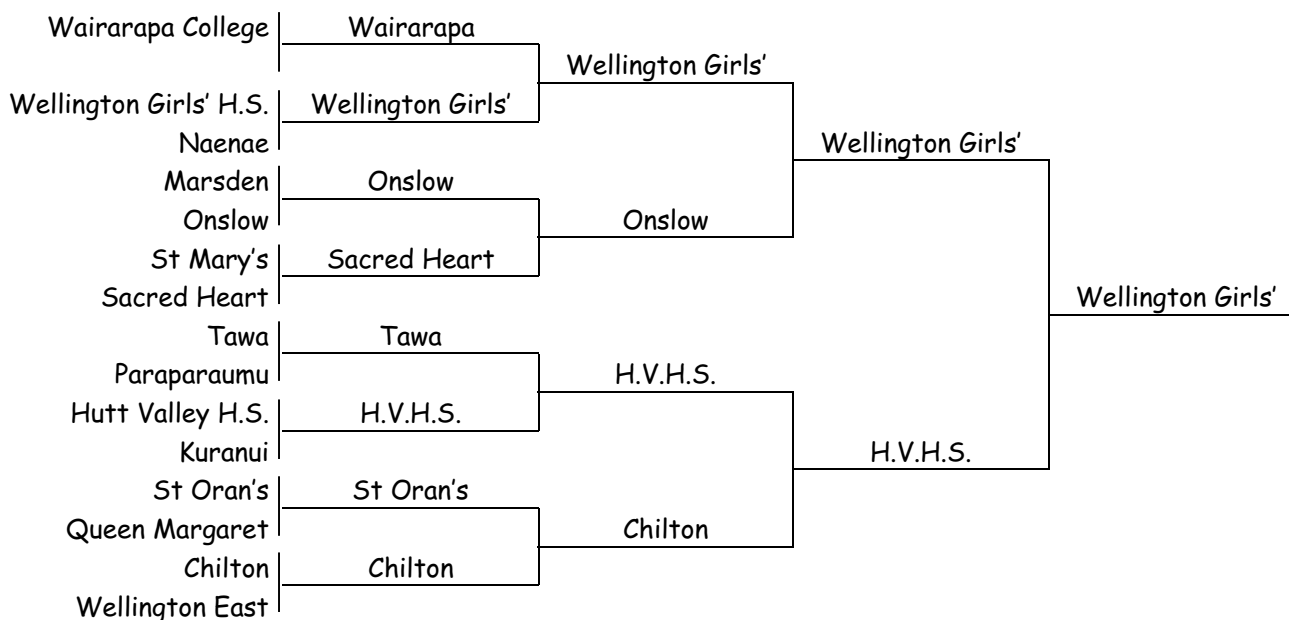 Wairarapa College
Wellington Girls' H.S.
Naenae
Marsden
Onslow
St Mary's
Sacred Heart
Tawa
Paraparaumu
Hutt Valley H.S.
Kuranui
St Oran's
Queen Margaret
Chilton
Wellington East
Wairarapa
Wellington Girls'
Onslow
Sacred Heart
Tawa
H.V.H.S.
St Oran's
Chilton
Wellington Girls'
Onslow
H.V.H.S.
Chilton
Wellington Girls'
H.V.H.S.
Wellington Girls'